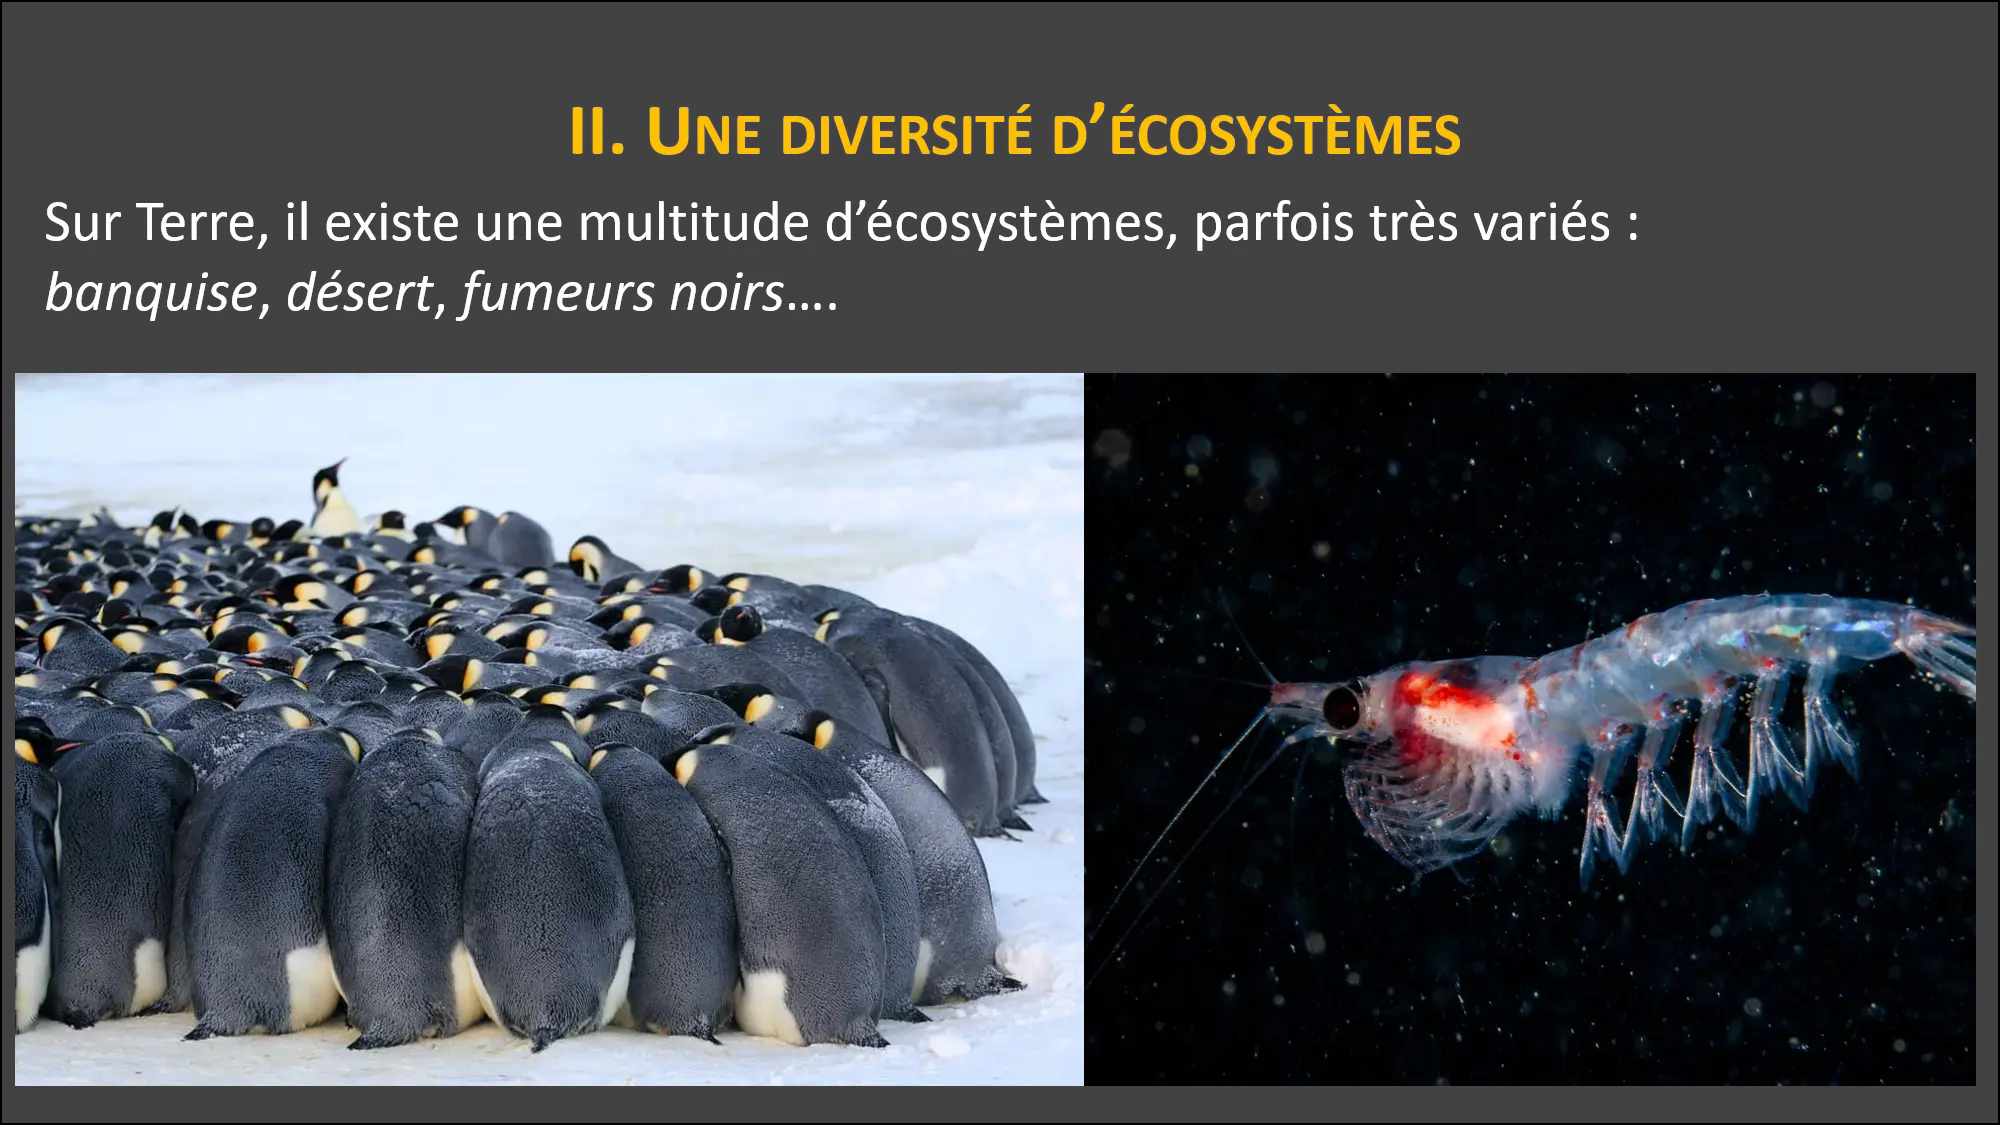 II. Une diversité d’écosystèmes
Sur Terre, il existe une multitude d’écosystèmes, parfois très variés :
banquise, désert, fumeurs noirs….